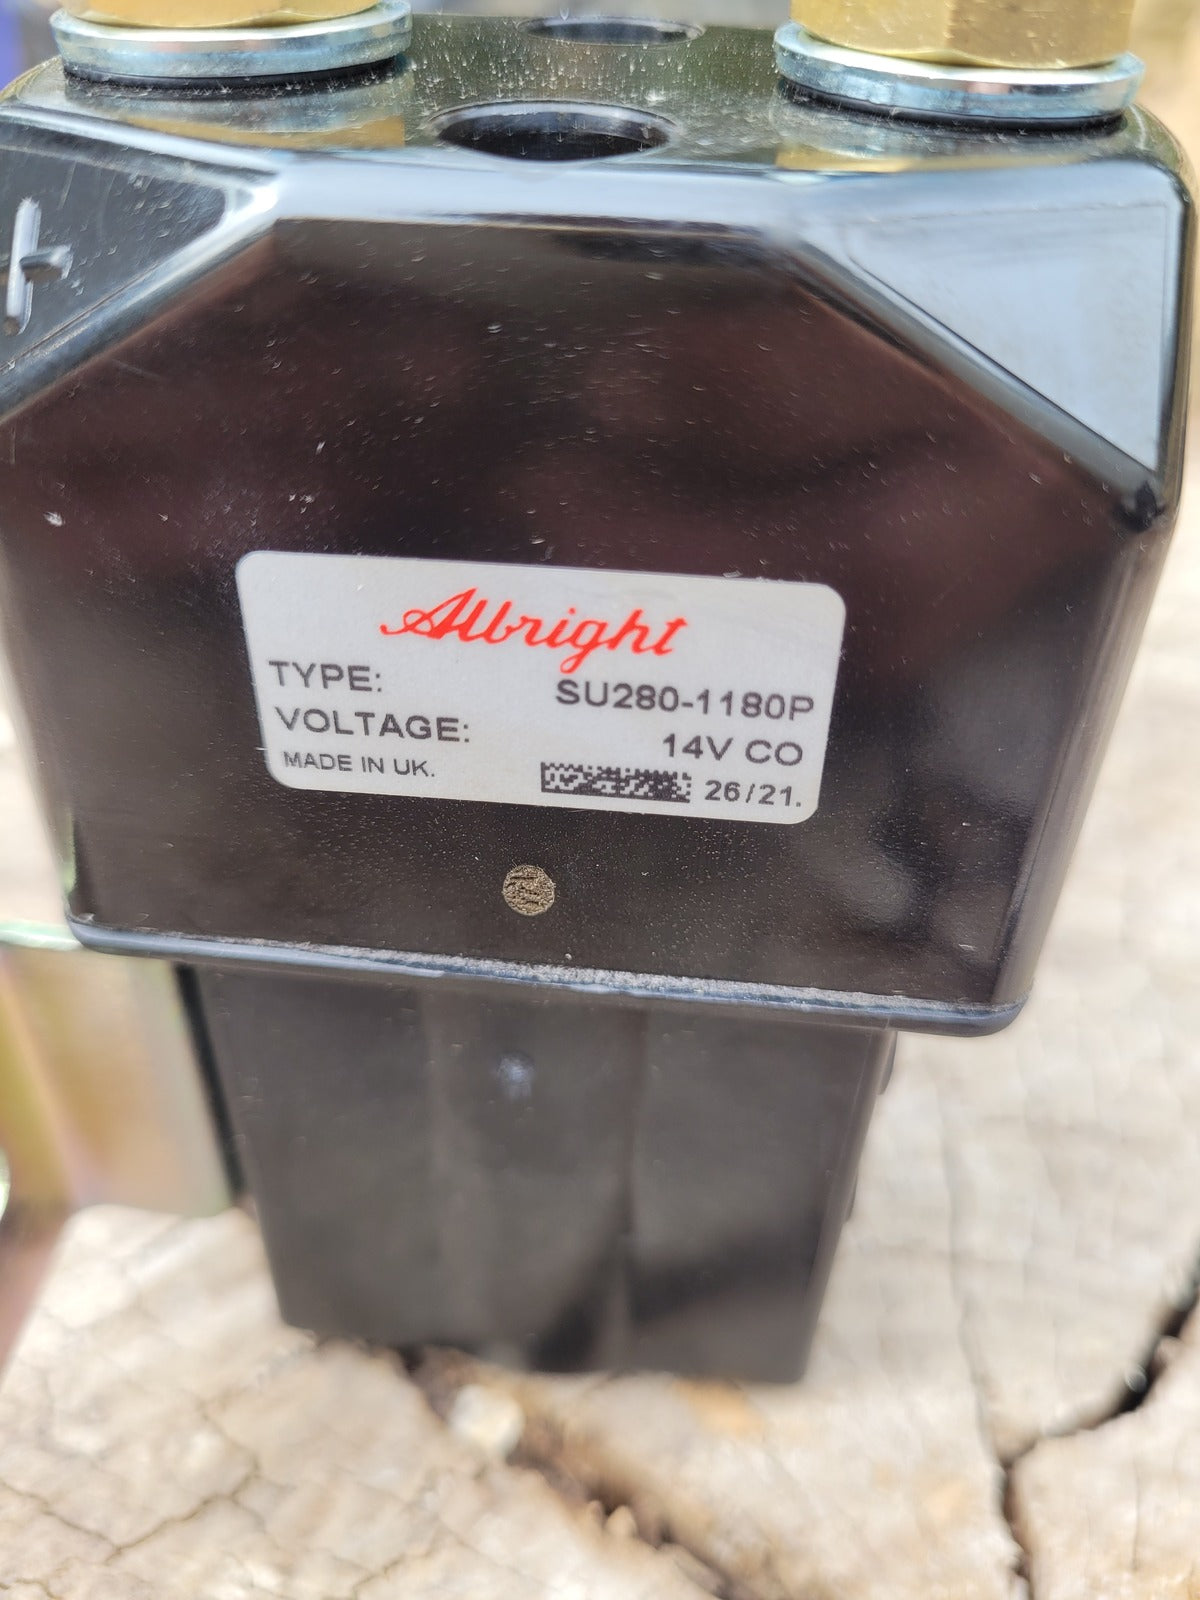 +
Albright
TYPE: SU280-1180P
VOLTAGE: 14V CO
MADE IN UK. 26/21.